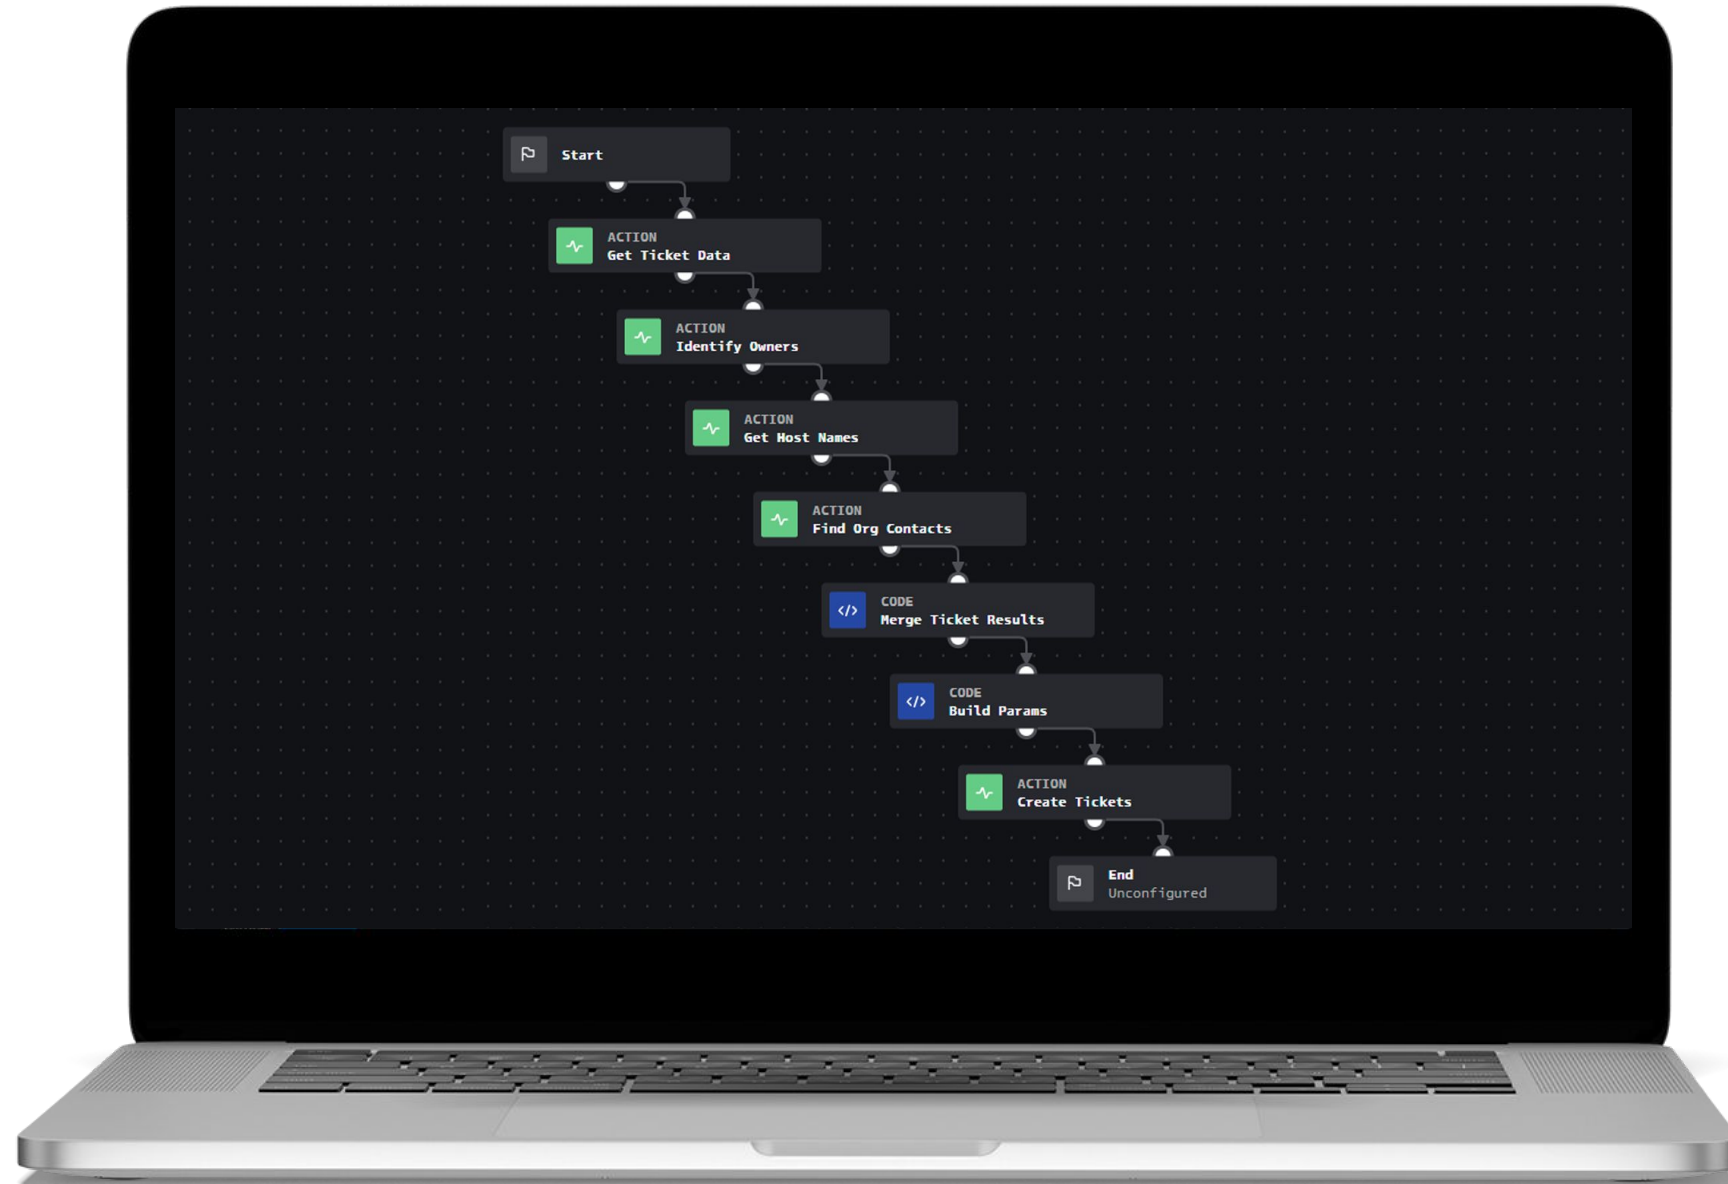 Start
ACTION
Get Ticket Data
ACTION
Identify Owners
ACTION
Get Host Names
ACTION
Find Org Contacts
</>
CODE
Merge Ticket Results
</>
CODE
Build Params
ACTION
Create Tickets
End
Unconfigured